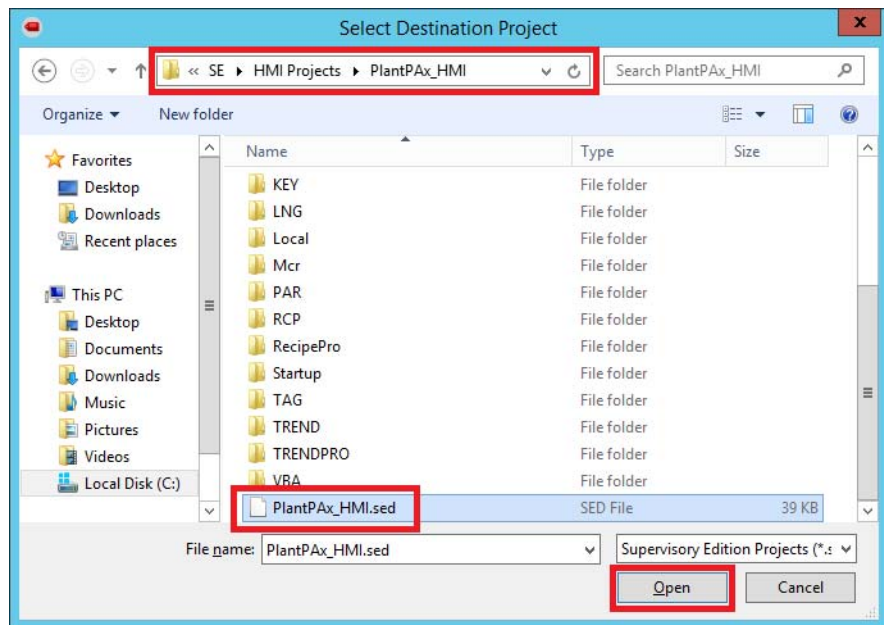 Select Destination Project
x
« SE ▸ HMI Projects ▸ PlantPAx_HMI
Search PlantPAx_HMI
Organize
New folder
Name Type Size
Favorites
Desktop
Downloads
Recent places
This PC
Desktop
Documents
Downloads
Music
Pictures
Videos
Local Disk (C:)
KEY File folder
LNG File folder
Local File folder
Mcr File folder
PAR File folder
RCP File folder
RecipePro File folder
Startup File folder
TAG File folder
TREND File folder
TRENDPRO File folder
VBA File folder
PlantPAx_HMI.sed SED File 39 KB
File name: PlantPAx_HMI.sed
Supervisory Edition Projects (*.s
Open Cancel